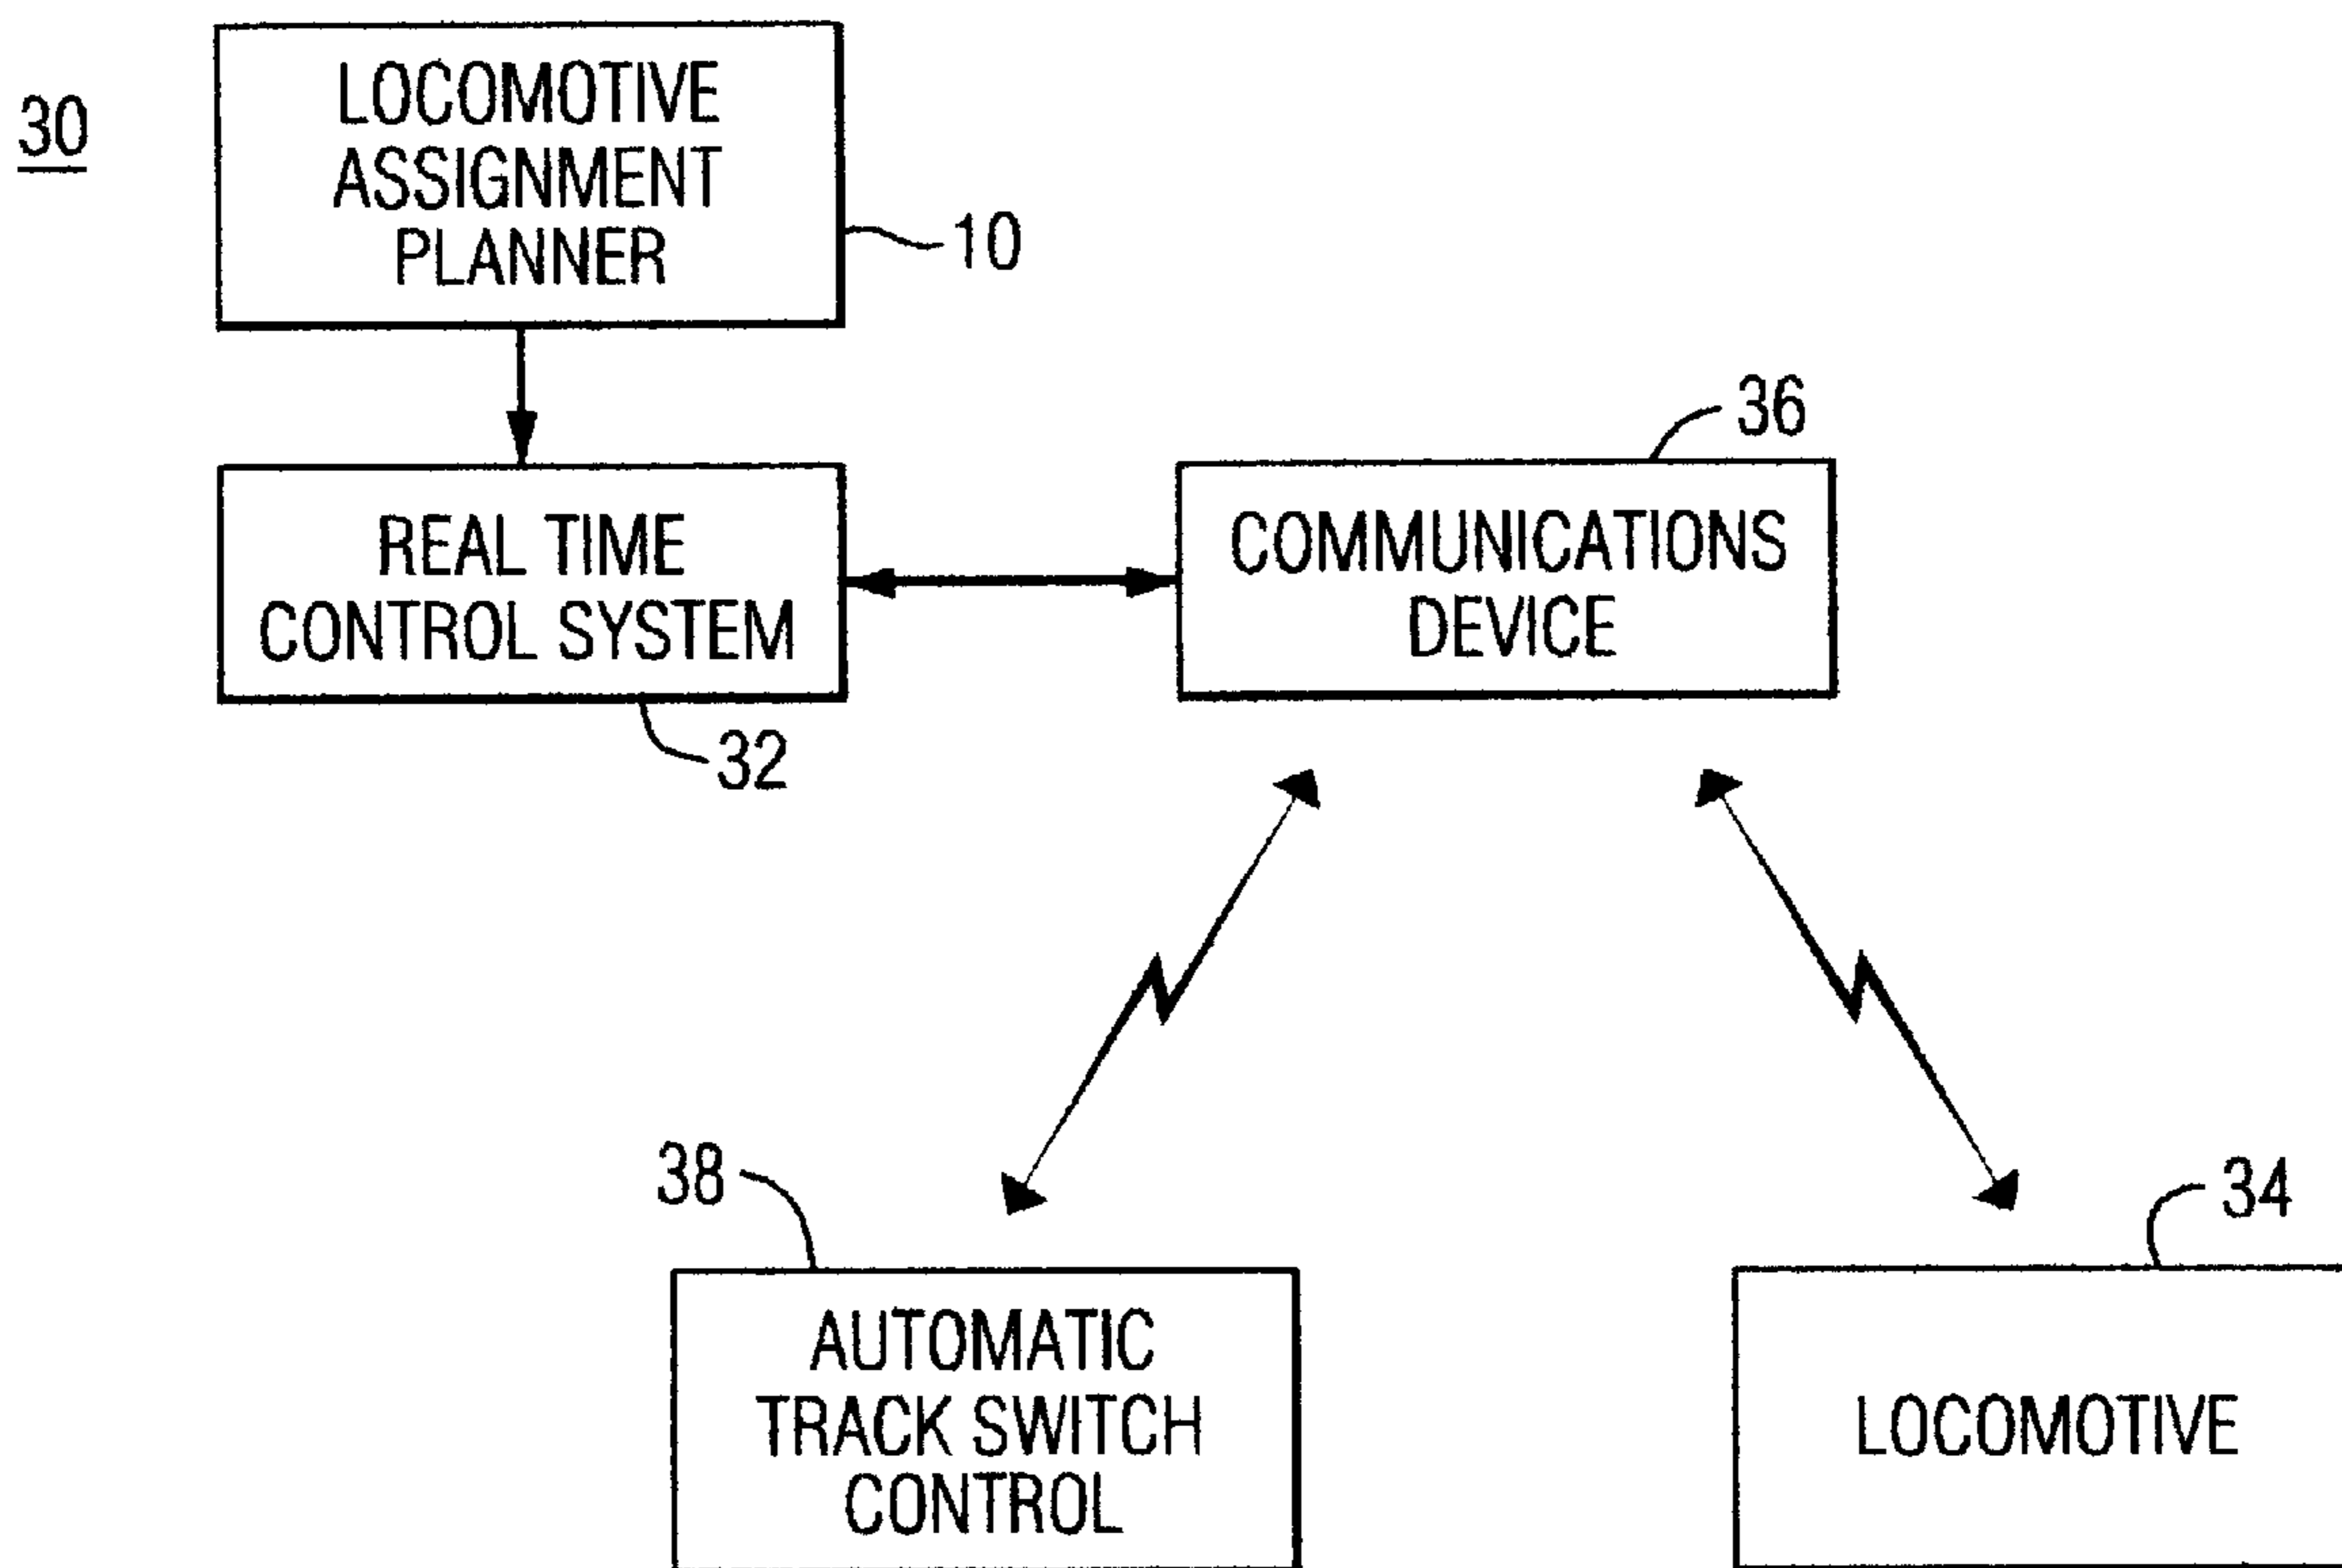 30
LOCOMOTIVE
ASSIGNMENT
PLANNER
10
REAL TIME
CONTROL SYSTEM
32
36
COMMUNICATIONS
DEVICE
38
AUTOMATIC
TRACK SWITCH
CONTROL
34
LOCOMOTIVE